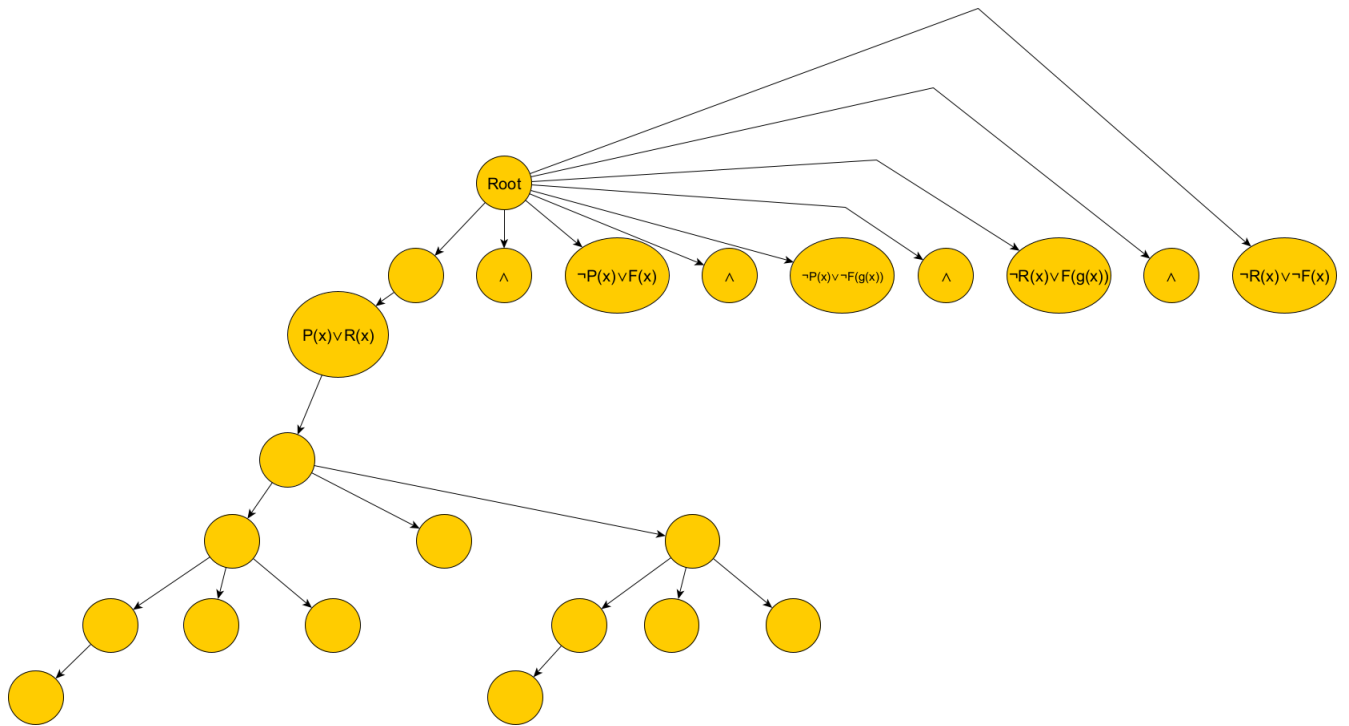 Root
∧
¬P(x)∨F(x)
∧
¬P(x)∨¬F(g(x))
∧
¬R(x)∨F(g(x))
∧
¬R(x)∨¬F(x)
P(x)∨R(x)